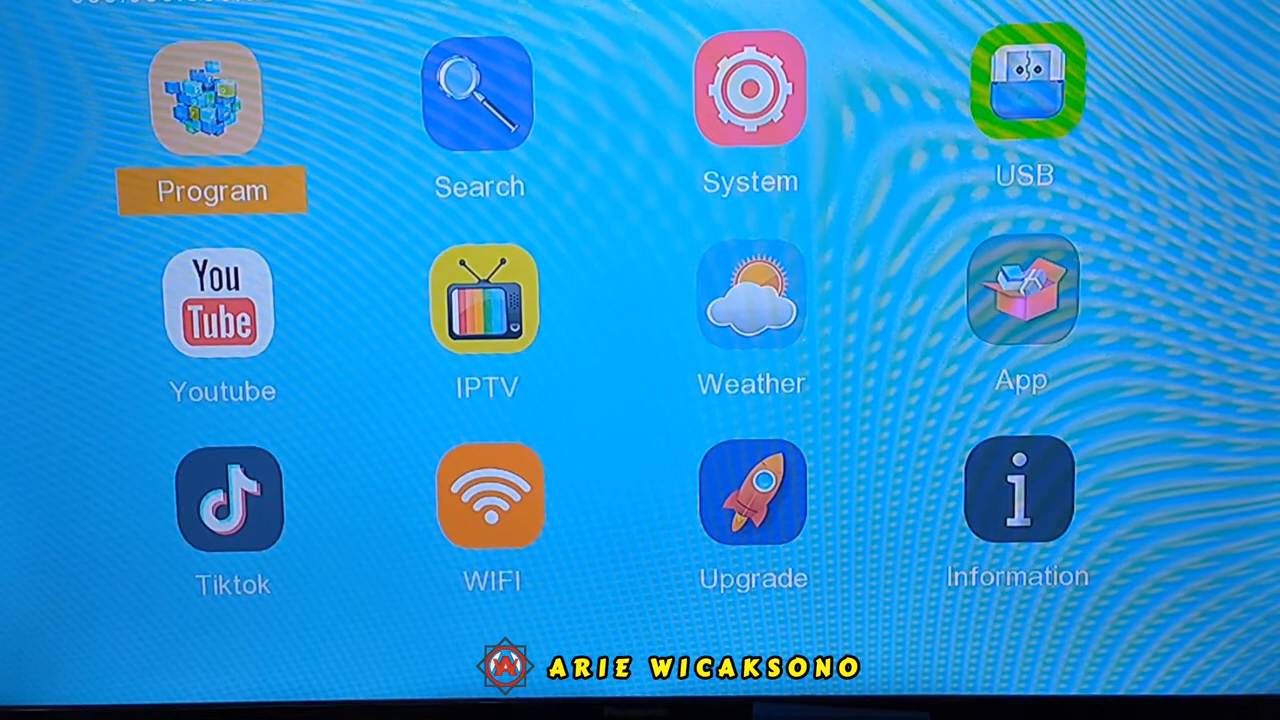 Program
Search
System
USB
You
Tube
Youtube
IPTV
Weather
App
Tiktok
WIFI
Upgrade
Information
ARIE WICAKSONO